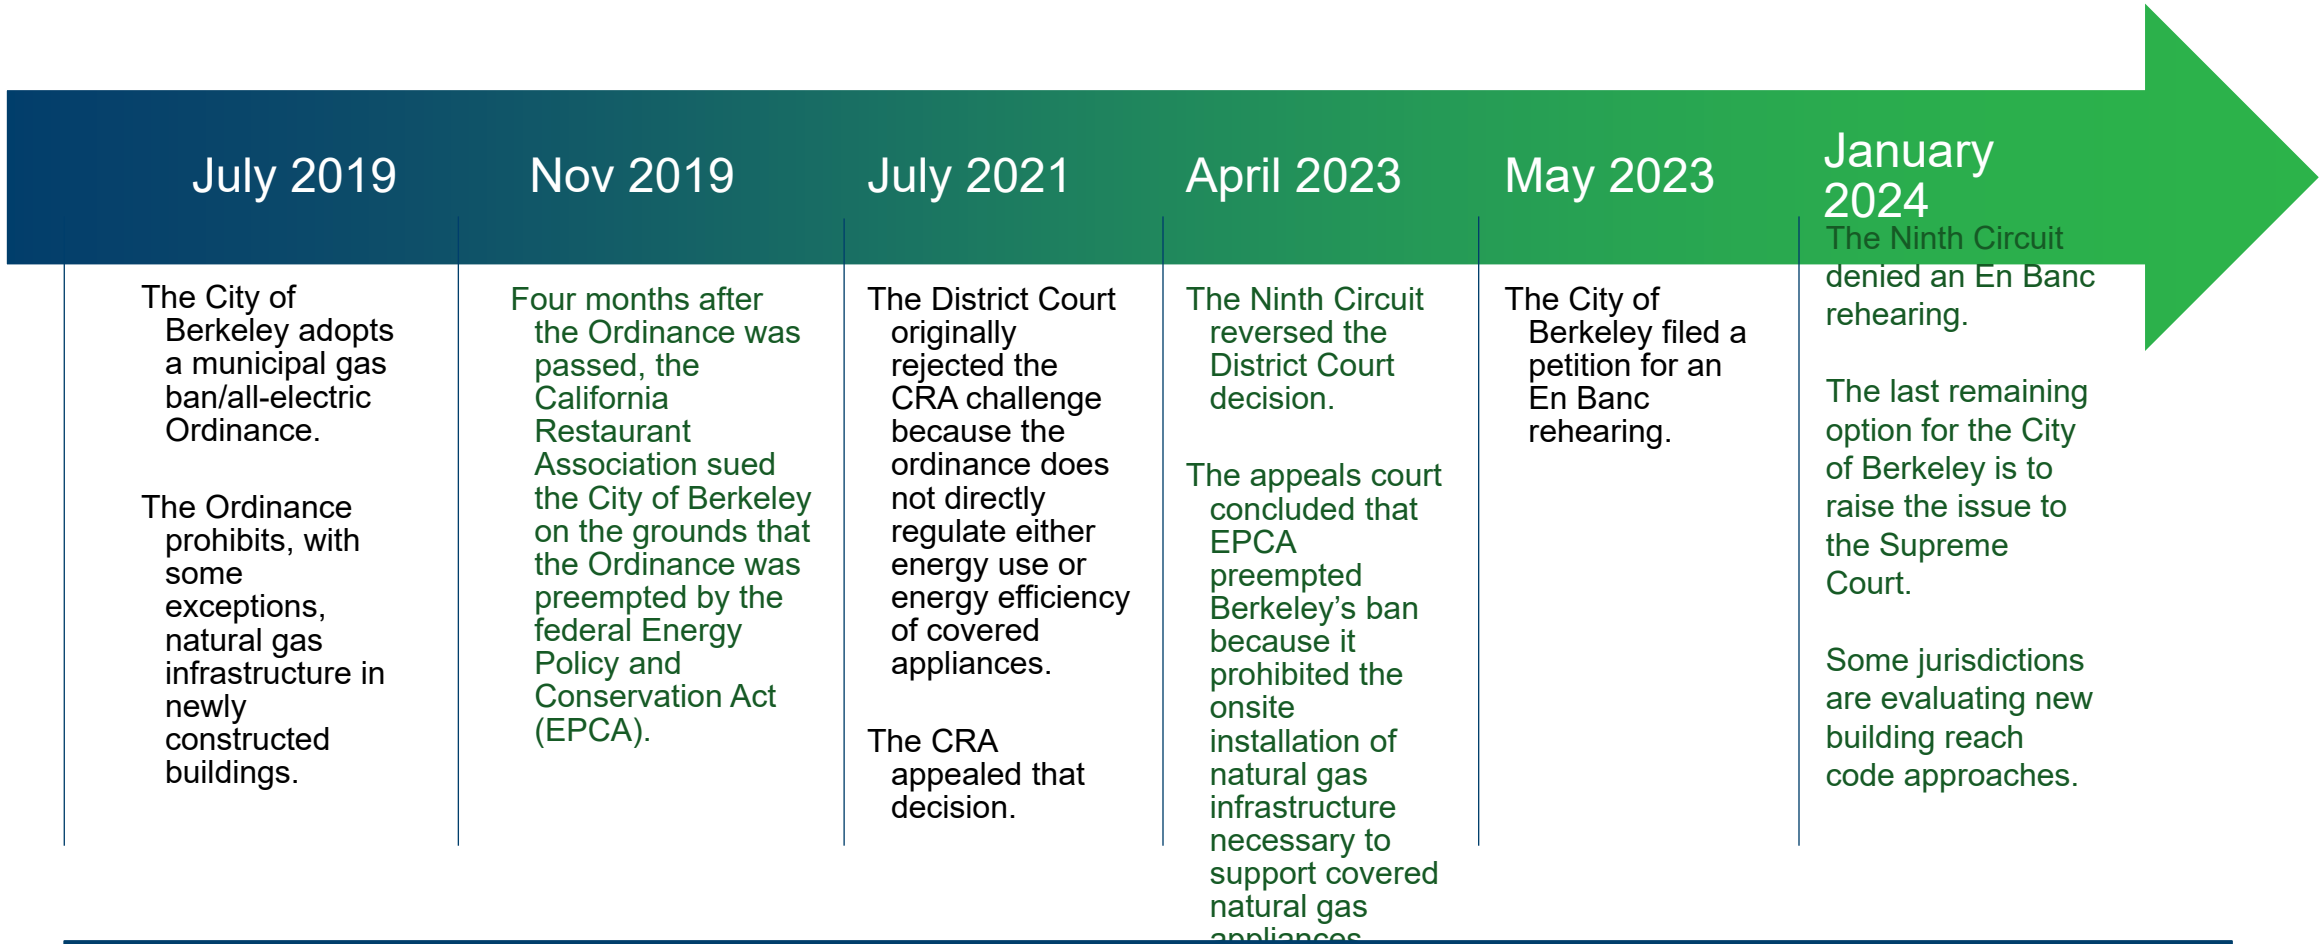 July 2019
The City of
Berkeley adopts
a municipal gas
ban/all-electric
Ordinance.
The Ordinance
prohibits, with
some
exceptions,
natural gas
infrastructure in
newly
constructed
buildings.
Nov 2019
Four months after
the Ordinance was
passed, the
California
Restaurant
Association sued
the City of Berkeley
on the grounds that
the Ordinance was
preempted by the
federal Energy
Policy and
Conservation Act
(EPCA).
July 2021
The District Court
originally
rejected the
CRA challenge
because the
ordinance does
not directly
regulate either
energy use or
energy efficiency
of covered
appliances.
The CRA
appealed that
decision.
April 2023
The Ninth Circuit
reversed the
District Court
decision.
The appeals court
concluded that
EPCA
preempted
Berkeley’s ban
because it
prohibited the
onsite
installation of
natural gas
infrastructure
necessary to
support covered
natural gas
appliances
May 2023
The City of
Berkeley filed a
petition for an
En Banc
rehearing.
January
2024
The Ninth Circuit
denied an En Banc
rehearing.
The last remaining
option for the City
of Berkeley is to
raise the issue to
the Supreme
Court.
Some jurisdictions
are evaluating new
building reach
code approaches.